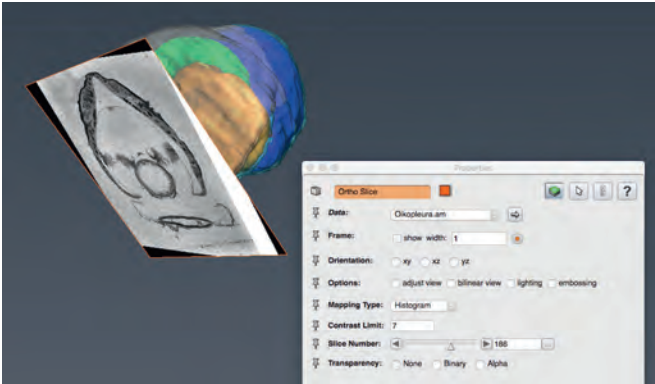 Properties
Ortho Slice ?
Data: Oikopleura.am
Frame: show width: 1
Orientation: xy xz yz
Options: adjust view bilinear view lighting embossing
Mapping Type: Histogram
Contrast Limit: 7
Slice Number: 188
Transparency: None Binary Alpha